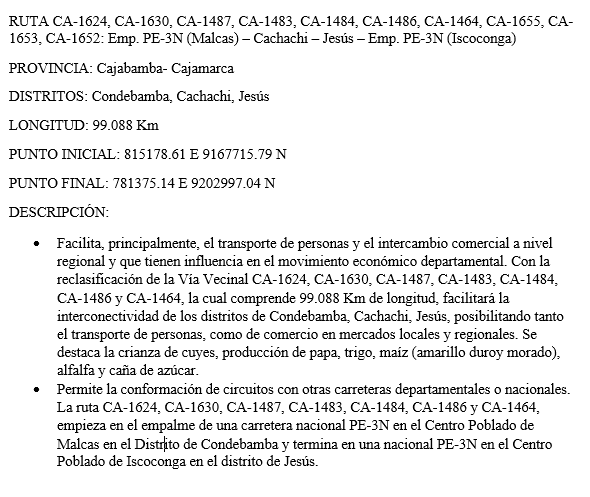 RUTA CA-1624, CA-1630, CA-1487, CA-1483, CA-1484, CA-1486, CA-1464, CA-1655, CA-
1653, CA-1652: Emp. PE-3N (Malcas) – Cachachi – Jesús – Emp. PE-3N (Iscoconga)
PROVINCIA: Cajabamba- Cajamarca
DISTRITOS: Condebamba, Cachachi, Jesús
LONGITUD: 99.088 Km
PUNTO INICIAL: 815178.61 E 9167715.79 N
PUNTO FINAL: 781375.14 E 9202997.04 N
DESCRIPCIÓN:
• Facilita, principalmente, el transporte de personas y el intercambio comercial a nivel
regional y que tienen influencia en el movimiento económico departamental. Con la
reclasificación de la Vía Vecinal CA-1624, CA-1630, CA-1487, CA-1483, CA-1484,
CA-1486 y CA-1464, la cual comprende 99.088 Km de longitud, facilitará la
interconectividad de los distritos de Condebamba, Cachachi, Jesús, posibilitando tanto
el transporte de personas, como de comercio en mercados locales y regionales. Se
destaca la crianza de cuyes, producción de papa, trigo, maíz (amarillo duroy morado),
alfalfa y caña de azúcar.
• Permite la conformación de circuitos con otras carreteras departamentales o nacionales.
La ruta CA-1624, CA-1630, CA-1487, CA-1483, CA-1484, CA-1486 y CA-1464,
empieza en el empalme de una carretera nacional PE-3N en el Centro Poblado de
Malcas en el Distrito de Condebamba y termina en una nacional PE-3N en el Centro
Poblado de Iscoconga en el distrito de Jesús.